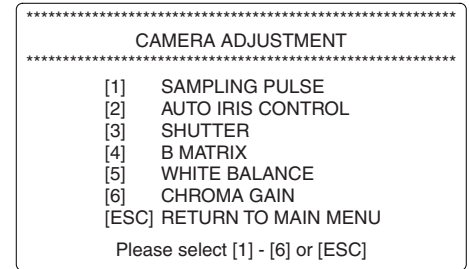 ************************************************************
CAMERA ADJUSTMENT
************************************************************
[1] SAMPLING PULSE
[2] AUTO IRIS CONTROL
[3] SHUTTER
[4] B MATRIX
[5] WHITE BALANCE
[6] CHROMA GAIN
[ESC] RETURN TO MAIN MENU
Please select [1] - [6] or [ESC]